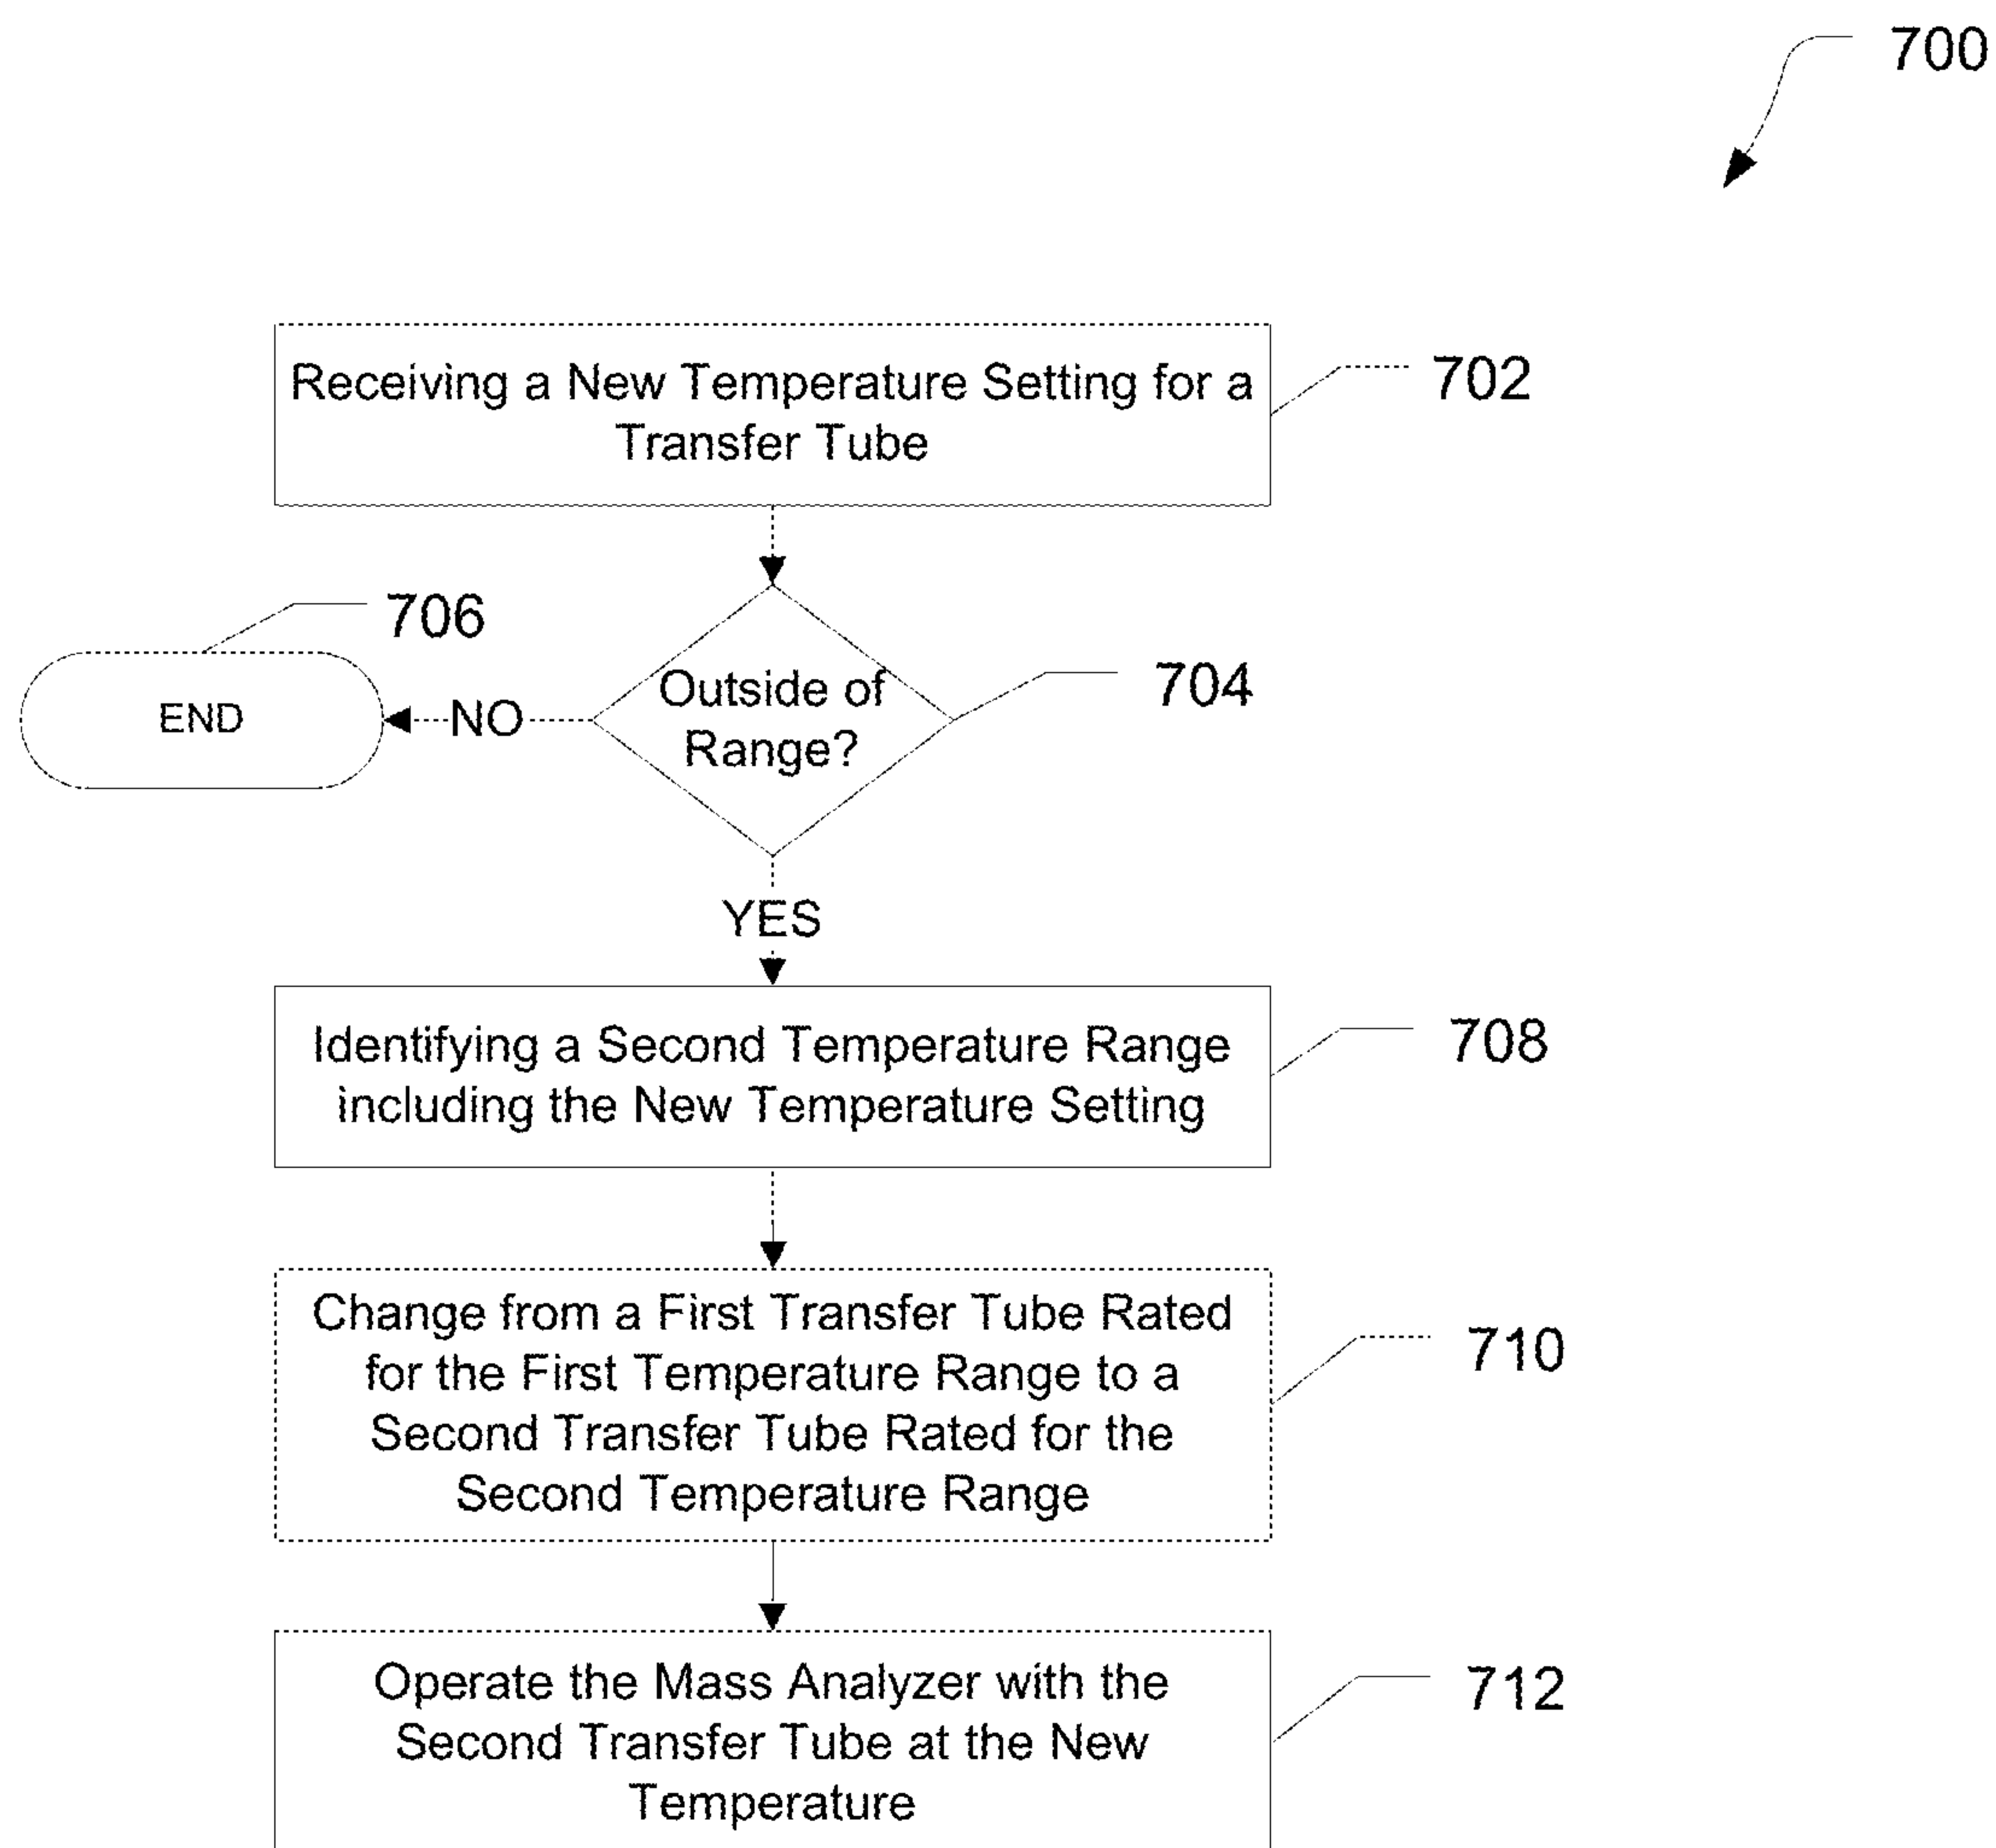 700
Receiving a New Temperature Setting for a
Transfer Tube
702
706
END
NO
Outside of
Range?
704
YES
Identifying a Second Temperature Range
including the New Temperature Setting
708
Change from a First Transfer Tube Rated
for the First Temperature Range to a
Second Transfer Tube Rated for the
Second Temperature Range
710
Operate the Mass Analyzer with the
Second Transfer Tube at the New
Temperature
712